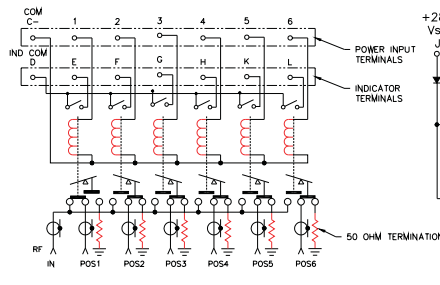 COM
C- 1 2 3 4 5 6
IND COM
D E F G H K L
POWER INPUT
TERMINALS
INDICATOR
TERMINALS
+28
Vs
J
50 OHM TERMINATION
RF
IN POS1 POS2 POS3 POS4 POS5 POS6